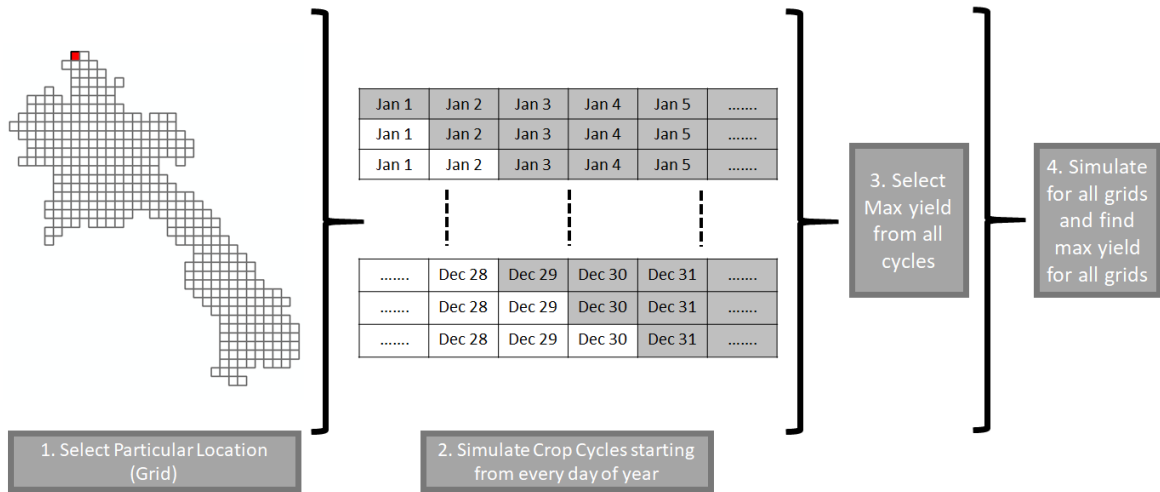 Jan 1 Jan 2 Jan 3 Jan 4 Jan 5 .......
Jan 1 Jan 2 Jan 3 Jan 4 Jan 5 .......
Jan 1 Jan 2 Jan 3 Jan 4 Jan 5 .......
....... Dec 28 Dec 29 Dec 30 Dec 31 .......
....... Dec 28 Dec 29 Dec 30 Dec 31 .......
....... Dec 28 Dec 29 Dec 30 Dec 31 .......
1. Select Particular Location
(Grid)
2. Simulate Crop Cycles starting
from every day of year
3. Select
Max yield
from all
cycles
4. Simulate
for all grids
and find
max yield
for all grids